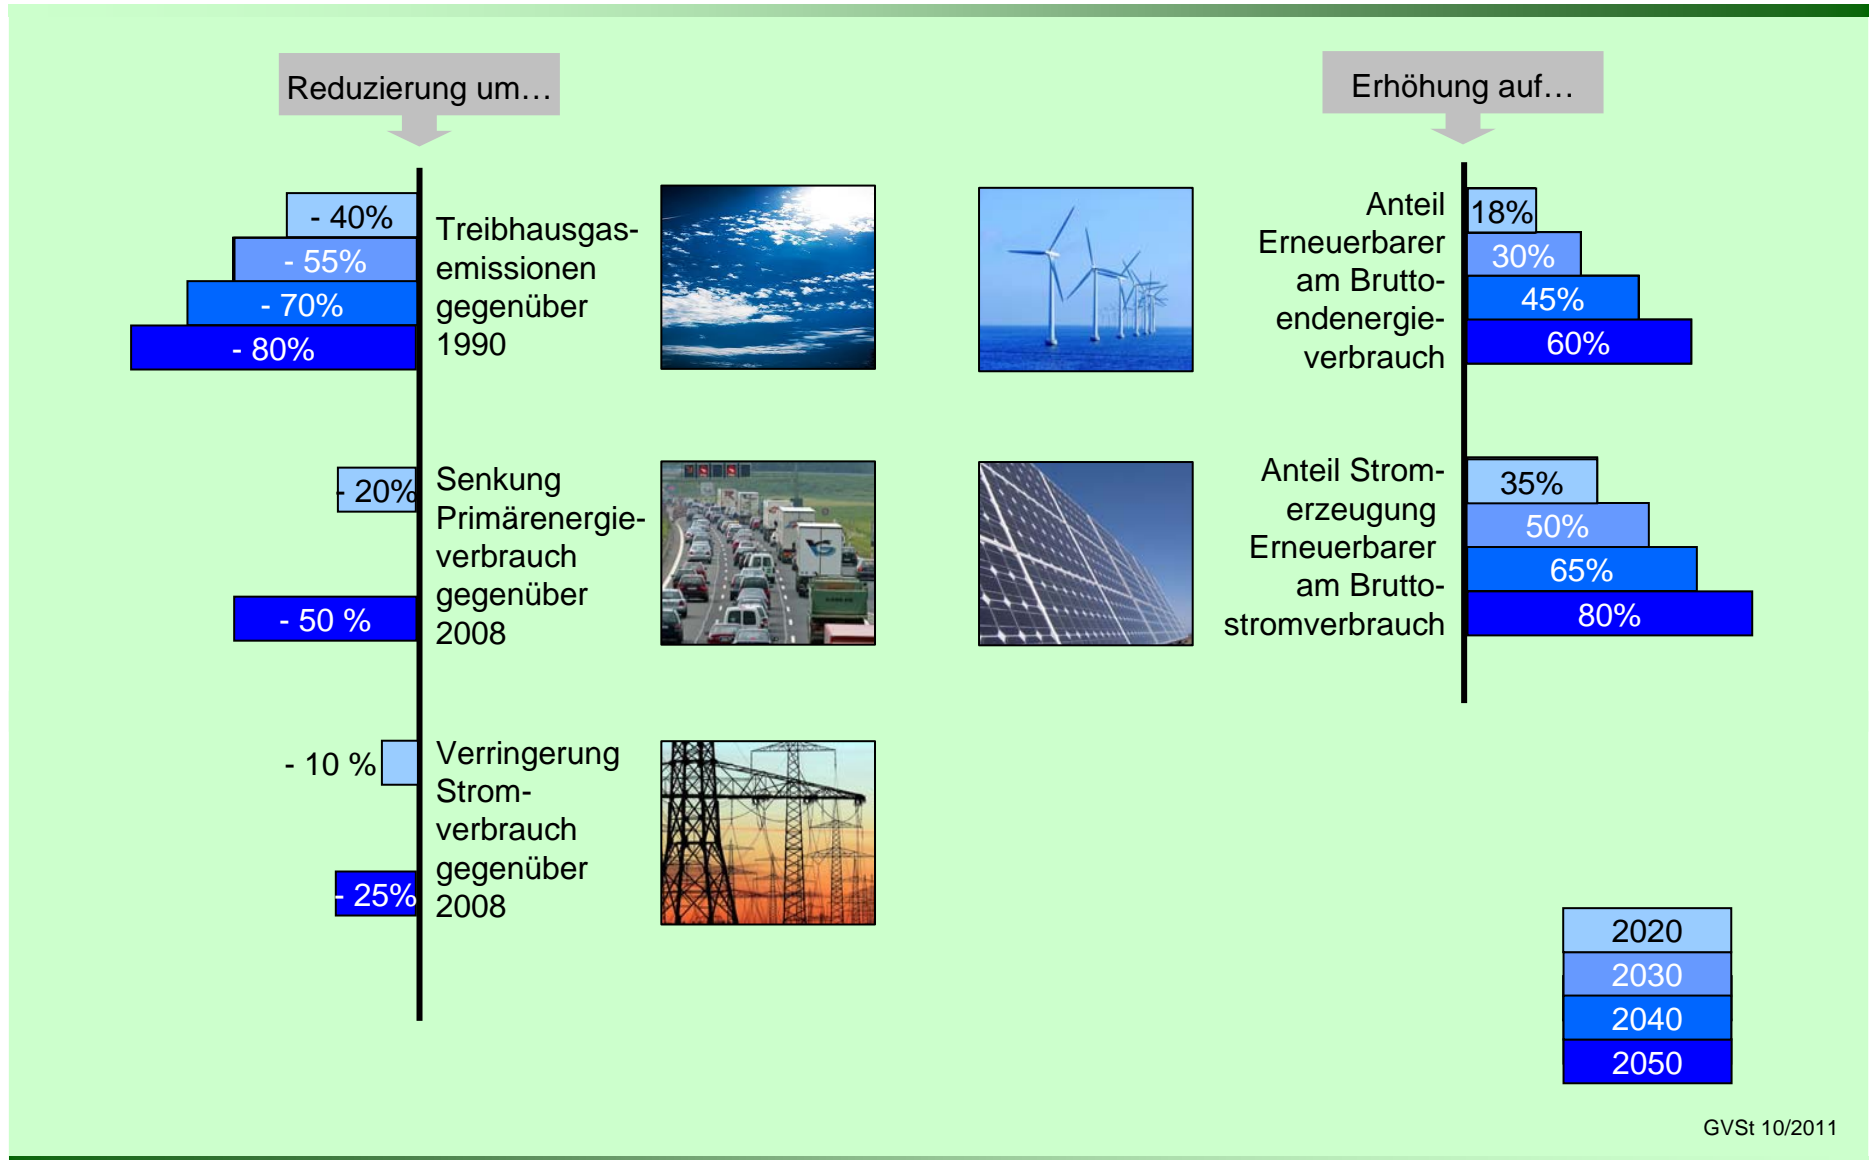 Reduzierung um…
- 40%
- 55%
- 70%
- 80%
Treibhausgas-
emissionen
gegenüber
1990
- 20%
- 50 %
Senkung
Primärenergie-
verbrauch
gegenüber
2008
- 10 %
- 25%
Verringerung
Strom-
verbrauch
gegenüber
2008
Erhöhung auf…
Anteil
Erneuerbarer
am Brutto-
endenergie-
verbrauch
18%
30%
45%
60%
Anteil Strom-
erzeugung
Erneuerbarer
am Brutto-
stromverbrauch
35%
50%
65%
80%
2020
2030
2040
2050
GVSt 10/2011